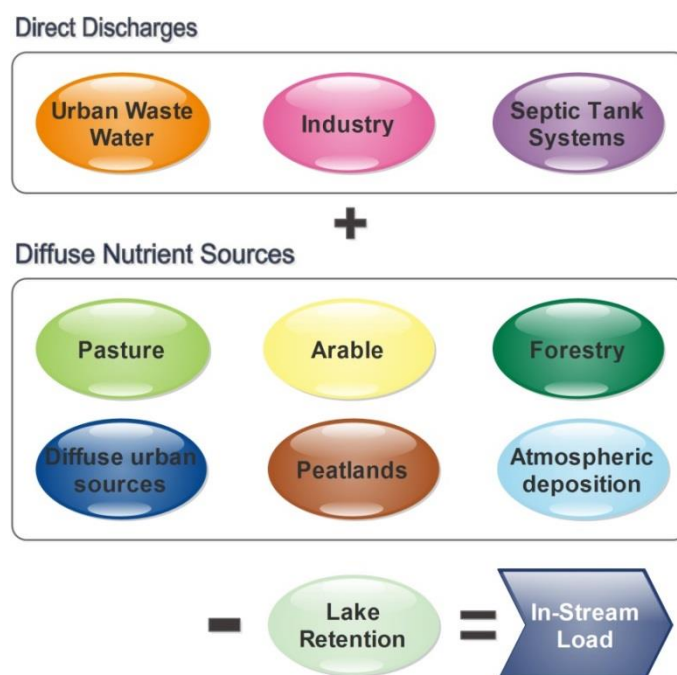 Direct Discharges
Urban Waste
Water
Industry
Septic Tank
Systems
+
Diffuse Nutrient Sources
Pasture
Arable
Forestry
Diffuse urban
sources
Peatlands
Atmospheric
deposition
-
Lake
Retention
=
In-Stream
Load